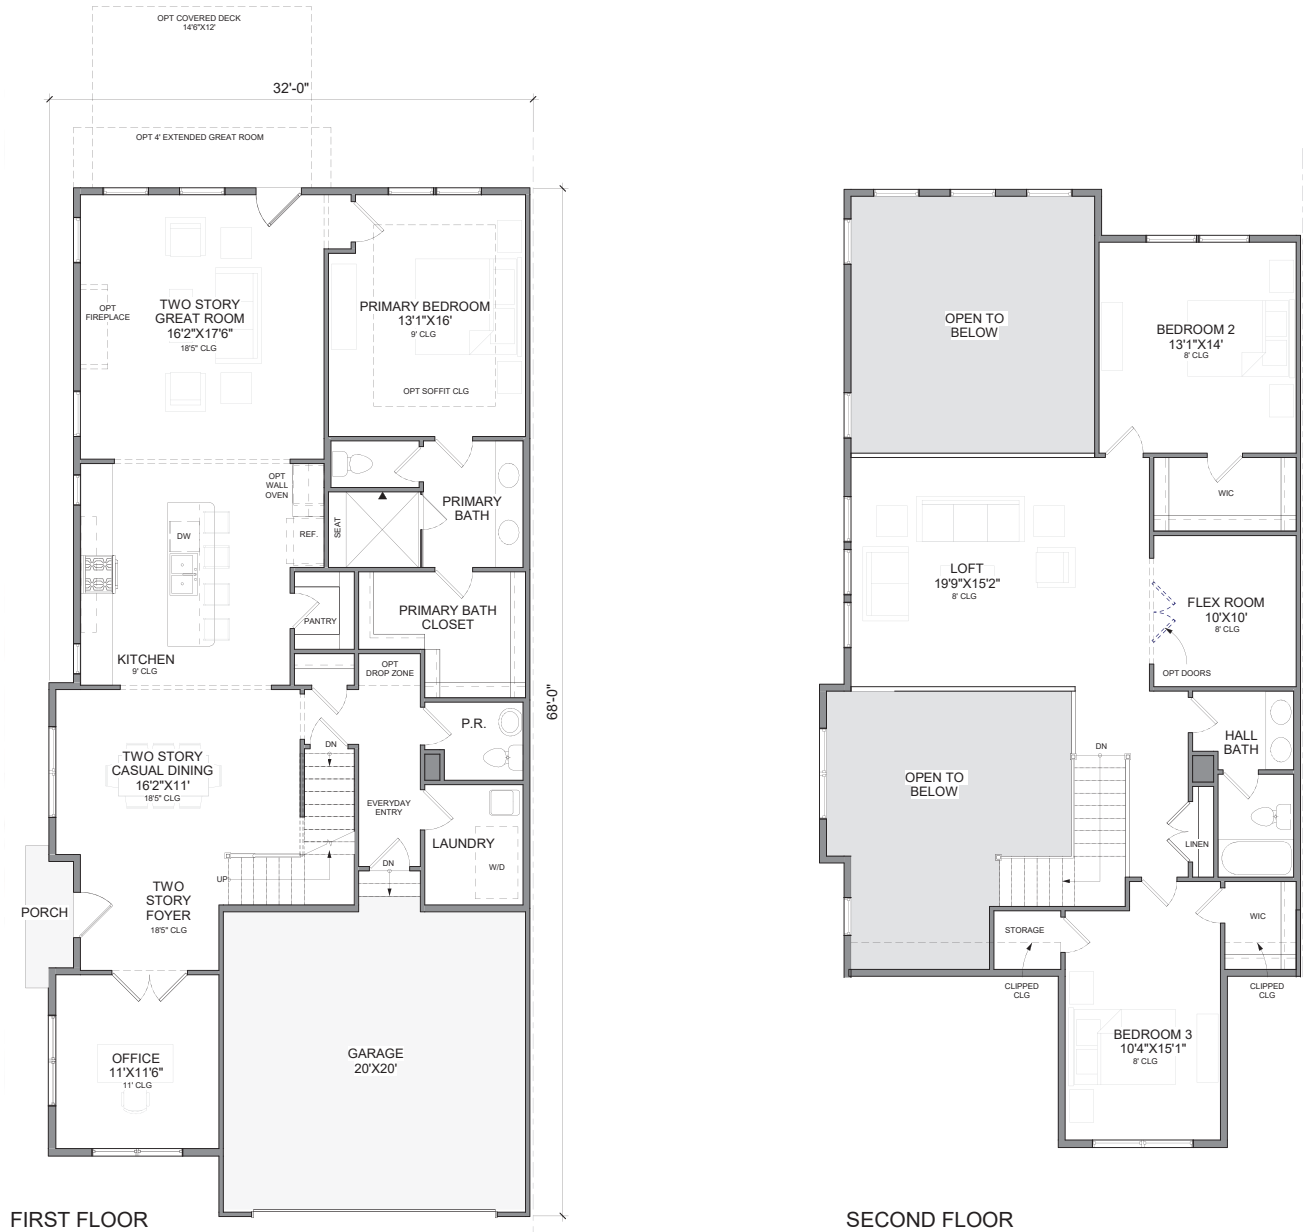 OPT COVERED DECK
14'6"X12'
32'-0"
OPT 4' EXTENDED GREAT ROOM
TWO STORY
GREAT ROOM
16'2"X17'6"
18'5" CLG
OPT
FIREPLACE
PRIMARY BEDROOM
13'1"X16'
9' CLG
OPT SOFFIT CLG
OPT
WALL
OVEN
REF.
DW
SEAT
PRIMARY
BATH
PRIMARY BATH
CLOSET
PANTRY
KITCHEN
9' CLG
OPT
DROP ZONE
68'-0"
P.R.
DN
TWO STORY
CASUAL DINING
16'2"X11'
18'5" CLG
EVERYDAY
ENTRY
LAUNDRY
W/D
DN
UP
TWO
STORY
FOYER
18'5" CLG
PORCH
OFFICE
11'X11'6"
11' CLG
GARAGE
20'X20'
FIRST FLOOR
OPEN TO
BELOW
BEDROOM 2
13'1"X14'
8' CLG
WIC
LOFT
19'9"X15'2"
8' CLG
FLEX ROOM
10'X10'
8' CLG
OPT DOORS
HALL
BATH
DN
OPEN TO
BELOW
LINEN
STORAGE
WIC
CLIPPED
CLG
CLIPPED
CLG
BEDROOM 3
10'4"X15'1"
8' CLG
SECOND FLOOR